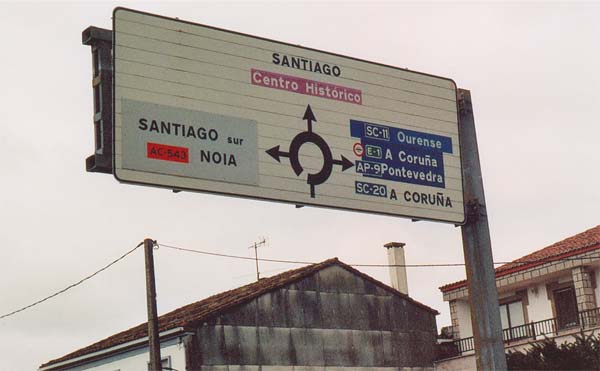 SANTIAGO
Centro Histórico
SANTIAGO sur
AC-543 NOIA
SC-11 Ourense
E-1 A Coruña
AP-9 Pontevedra
SC-20 A CORUÑA